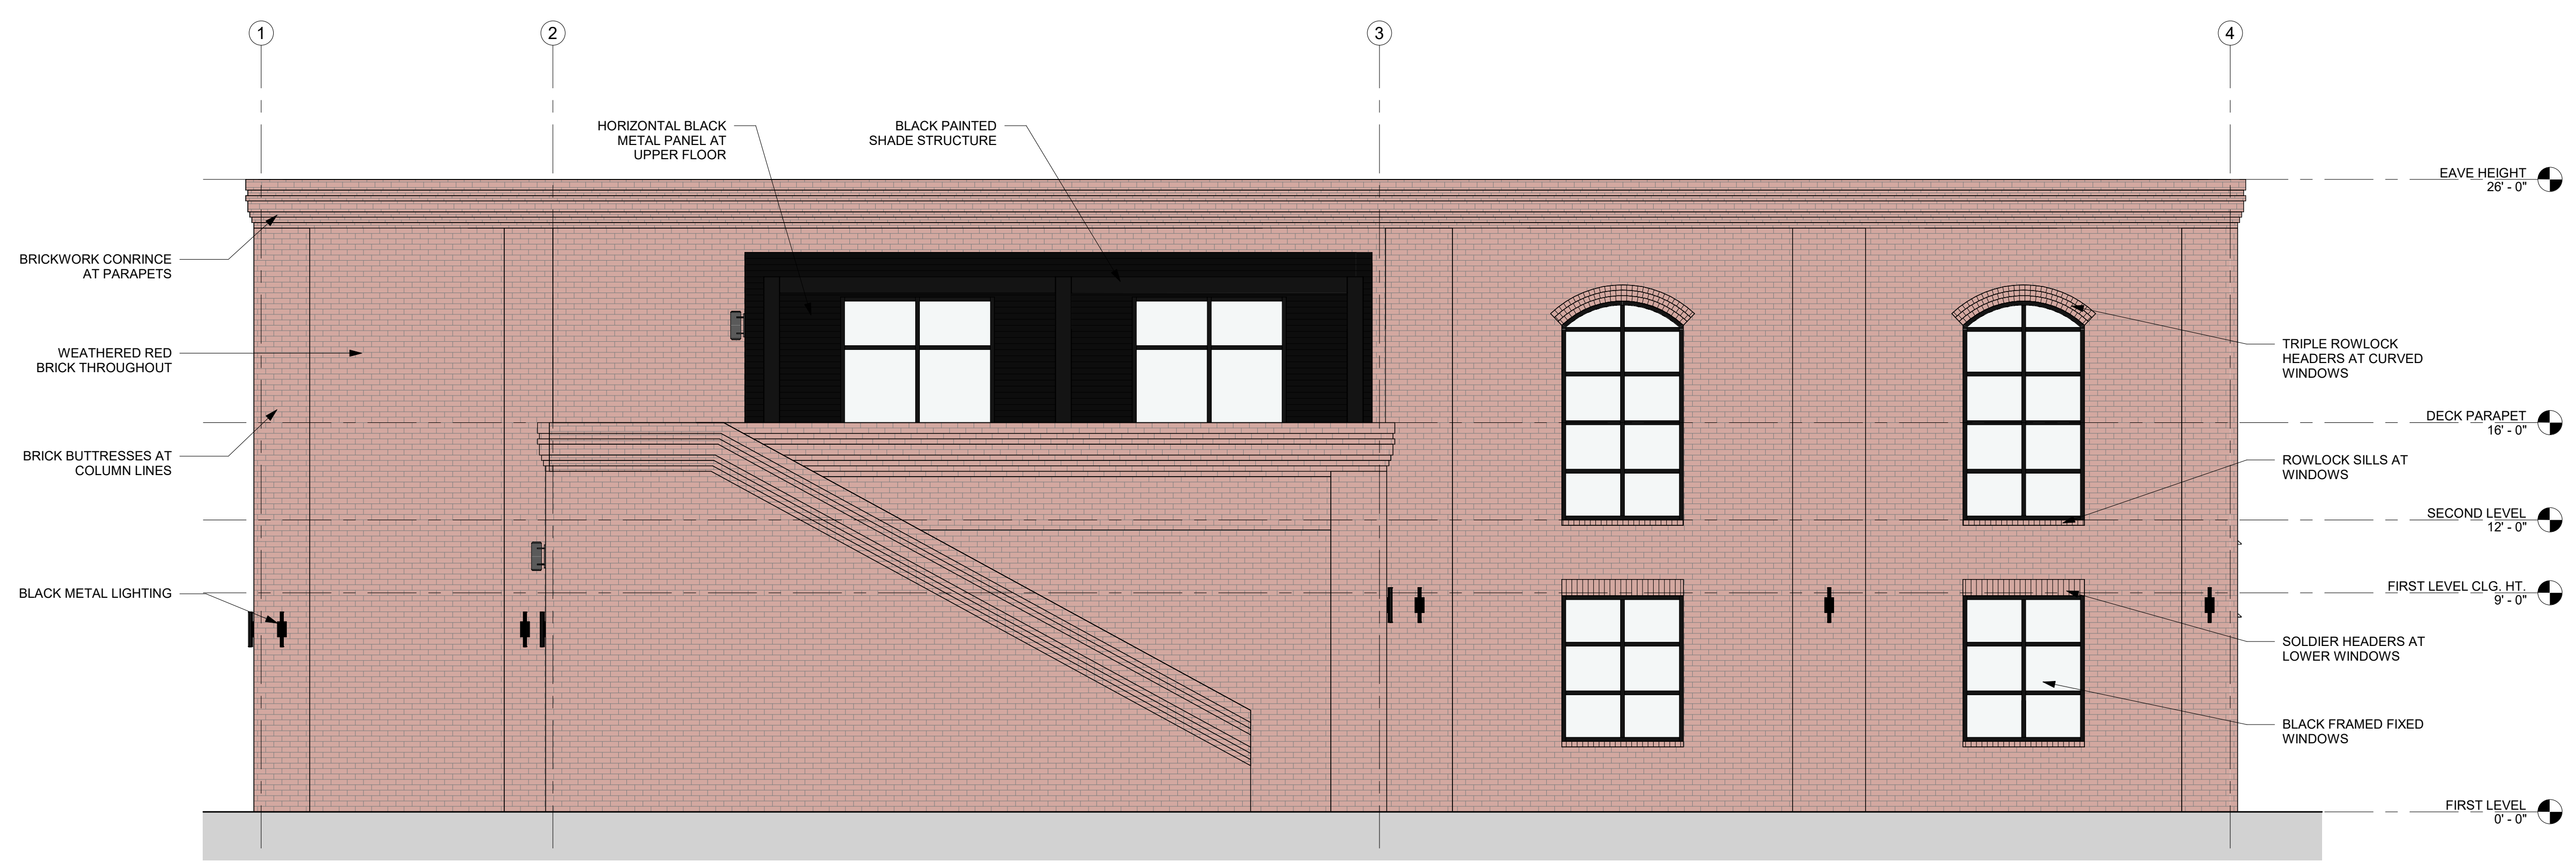 1
2
3
4
HORIZONTAL BLACK
METAL PANEL AT
UPPER FLOOR
BLACK PAINTED
SHADE STRUCTURE
BRICKWORK CONRINCE
AT PARAPETS
WEATHERED RED
BRICK THROUGHOUT
BRICK BUTTRESSES AT
COLUMN LINES
BLACK METAL LIGHTING
EAVE HEIGHT
26' - 0"
TRIPLE ROWLOCK
HEADERS AT CURVED
WINDOWS
DECK PARAPET
16' - 0"
ROWLOCK SILLS AT
WINDOWS
SECOND LEVEL
12' - 0"
FIRST LEVEL CLG. HT.
9' - 0"
SOLDIER HEADERS AT
LOWER WINDOWS
BLACK FRAMED FIXED
WINDOWS
FIRST LEVEL
0' - 0"